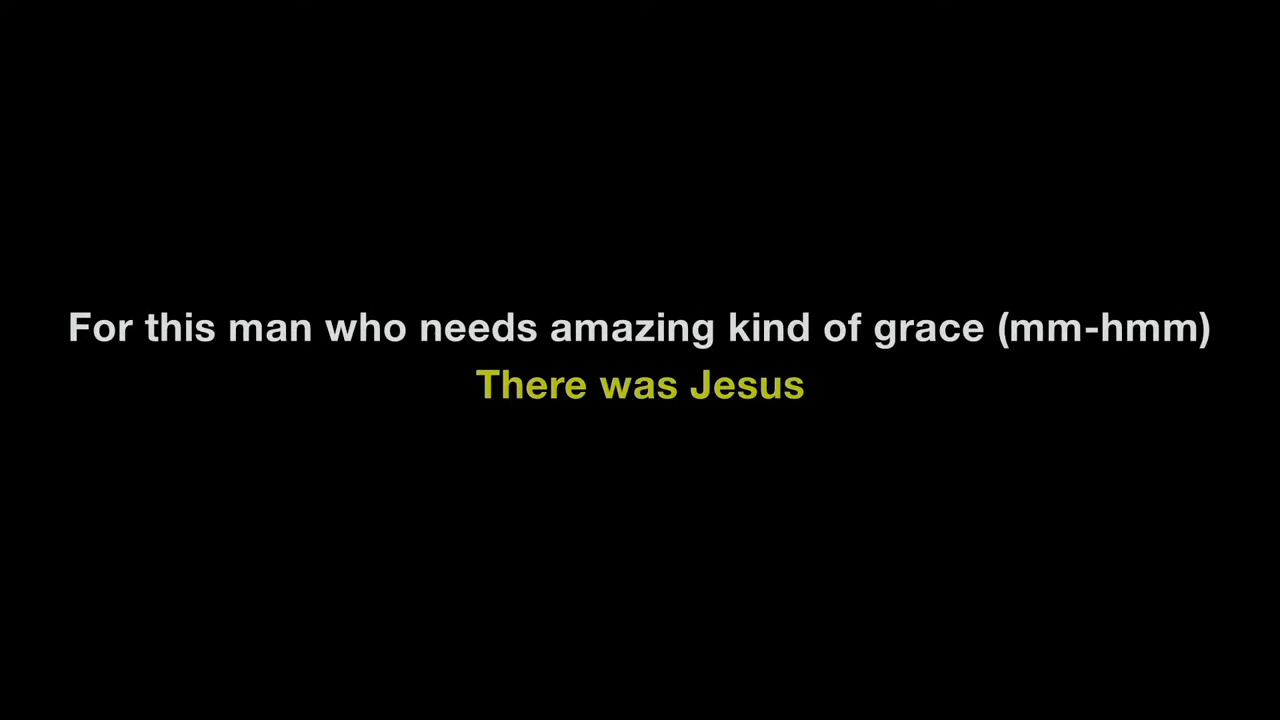 For this man who needs amazing kind of grace (mm-hmm)
There was Jesus